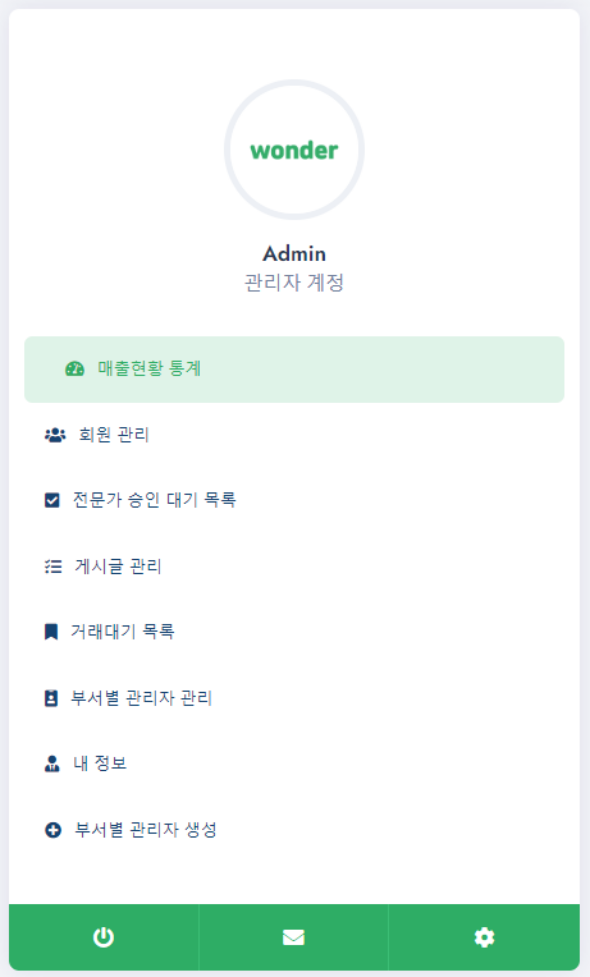 wonder
Admin
관리자 계정
매출현황 통계
회원 관리
전문가 승인 대기 목록
게시글 관리
거래대기 목록
부서별 관리자 관리
내 정보
부서별 관리자 생성